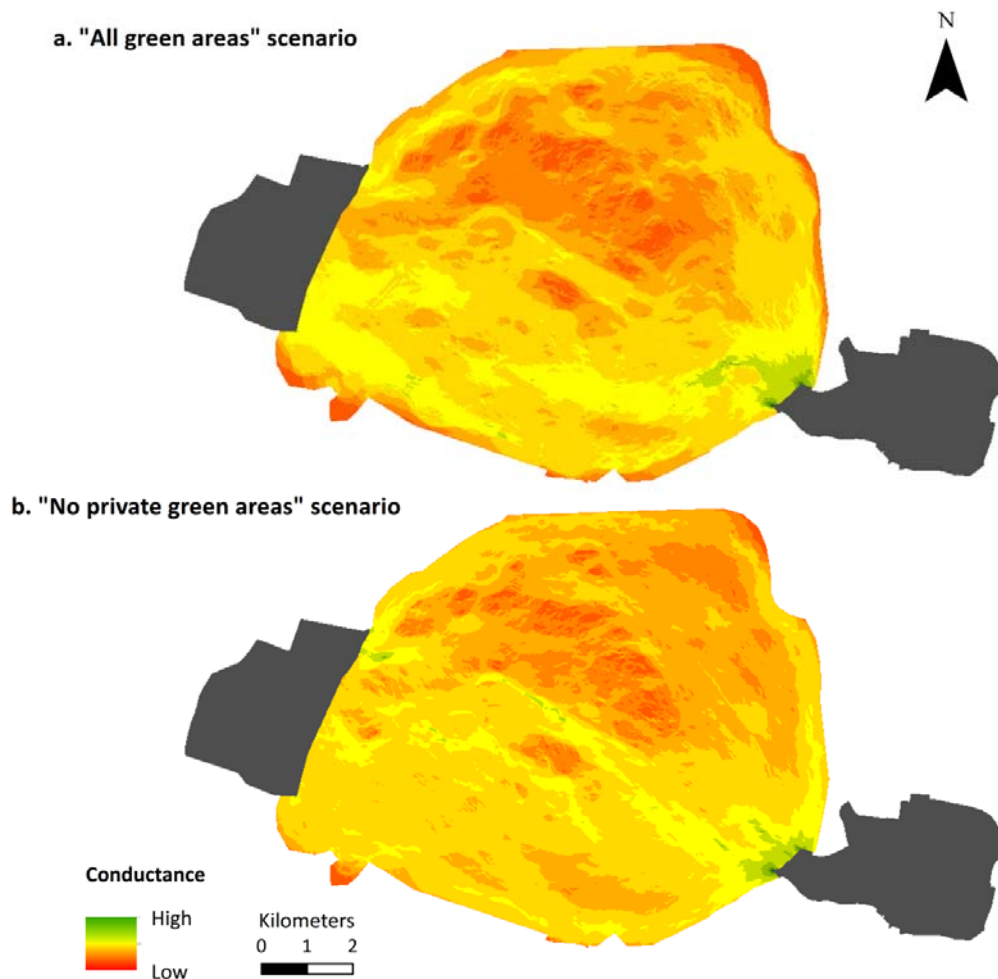 N
a. "All green areas" scenario
b. "No private green areas" scenario
Conductance
High
Low
Kilometers
0 1 2